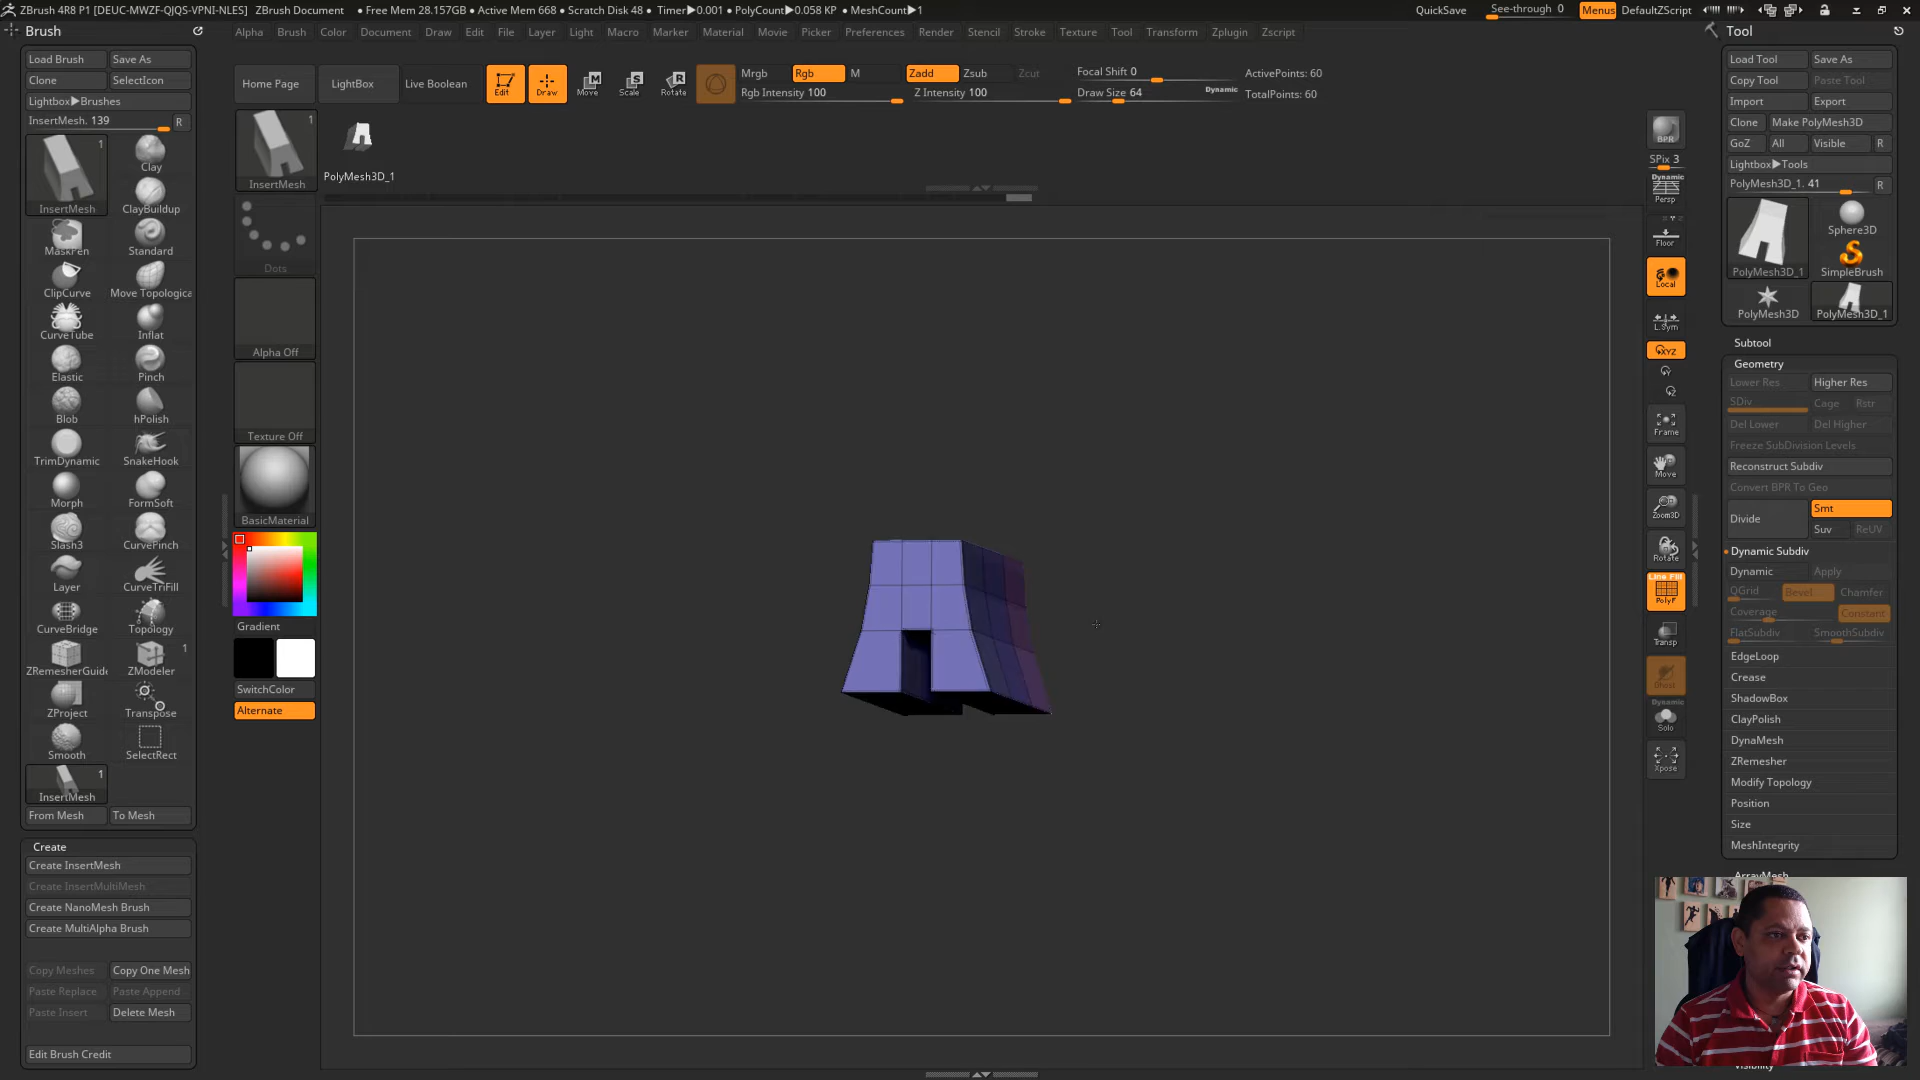 ZBrush 4R8 P1 [DEUC-MWZF-QJQS-VPNI-NLES] ZBrush Document • Free Mem 28.157GB • Active Mem 668 • Scratch Disk 48 • Timer▶0.001 • PolyCount▶0.058 KP • MeshCount▶1 QuickSave See-through 0 Menus DefaultZScript
Brush
Alpha Brush Color Document Draw Edit File Layer Light Macro Marker Material Movie Picker Preferences Render Stencil Stroke Texture Tool Transform Zplugin Zscript
Tool
Load Brush Save As
Clone SelectIcon
Lightbox▶Brushes
InsertMesh. 139 R
1
InsertMesh
Clay
ClayBuildup
MaskPen Standard
ClipCurve Move Topologica
CurveTube Inflat
Elastic Pinch
Blob hPolish
TrimDynamic SnakeHook
Morph FormSoft
Slash3 CurvePinch
Layer CurveTriFill
CurveBridge Topology
ZRemesherGuide ZModeler 1
ZProject Transpose
Smooth SelectRect
InsertMesh 1
From Mesh To Mesh
Create
Create InsertMesh
Create InsertMultiMesh
Create NanoMesh Brush
Create MultiAlpha Brush
Copy Meshes Copy One Mesh
Paste Replace Paste Append
Paste Insert Delete Mesh
Edit Brush Credit
Home Page LightBox Live Boolean Edit Draw Move Scale Rotate
Mrgb Rgb M
Rgb Intensity 100
Zadd Zsub Zcut
Z Intensity 100
Focal Shift 0
Draw Size 64 Dynamic
ActivePoints: 60
TotalPoints: 60
1
InsertMesh
PolyMesh3D_1
Dots
Alpha Off
Texture Off
BasicMaterial
Gradient
SwitchColor
Alternate
BPR
SPix 3
Dynamic
Persp
Floor
Local
L.Sym
XYZ
Y
Z
Frame
Move
Zoom3D
Rotate
Line Fill
PolyF
Transp
Ghost
Dynamic
Solo
Xpose
Load Tool Save As
Copy Tool Paste Tool
Import Export
Clone Make PolyMesh3D
GoZ All Visible R
Lightbox▶Tools
PolyMesh3D_1. 41 R
PolyMesh3D_1
Sphere3D
SimpleBrush
PolyMesh3D PolyMesh3D_1
Subtool
Geometry
Lower Res Higher Res
SDiv Cage Rstr
Del Lower Del Higher
Freeze SubDivision Levels
Reconstruct Subdiv
Convert BPR To Geo
Divide Smt
Suv ReUV
Dynamic Subdiv
Dynamic Apply
QGrid Bevel Chamfer
Coverage Constant
FlatSubdiv SmoothSubdiv
EdgeLoop
Crease
ShadowBox
ClayPolish
DynaMesh
ZRemesher
Modify Topology
Position
Size
MeshIntegrity
ArrayMesh
Visibility